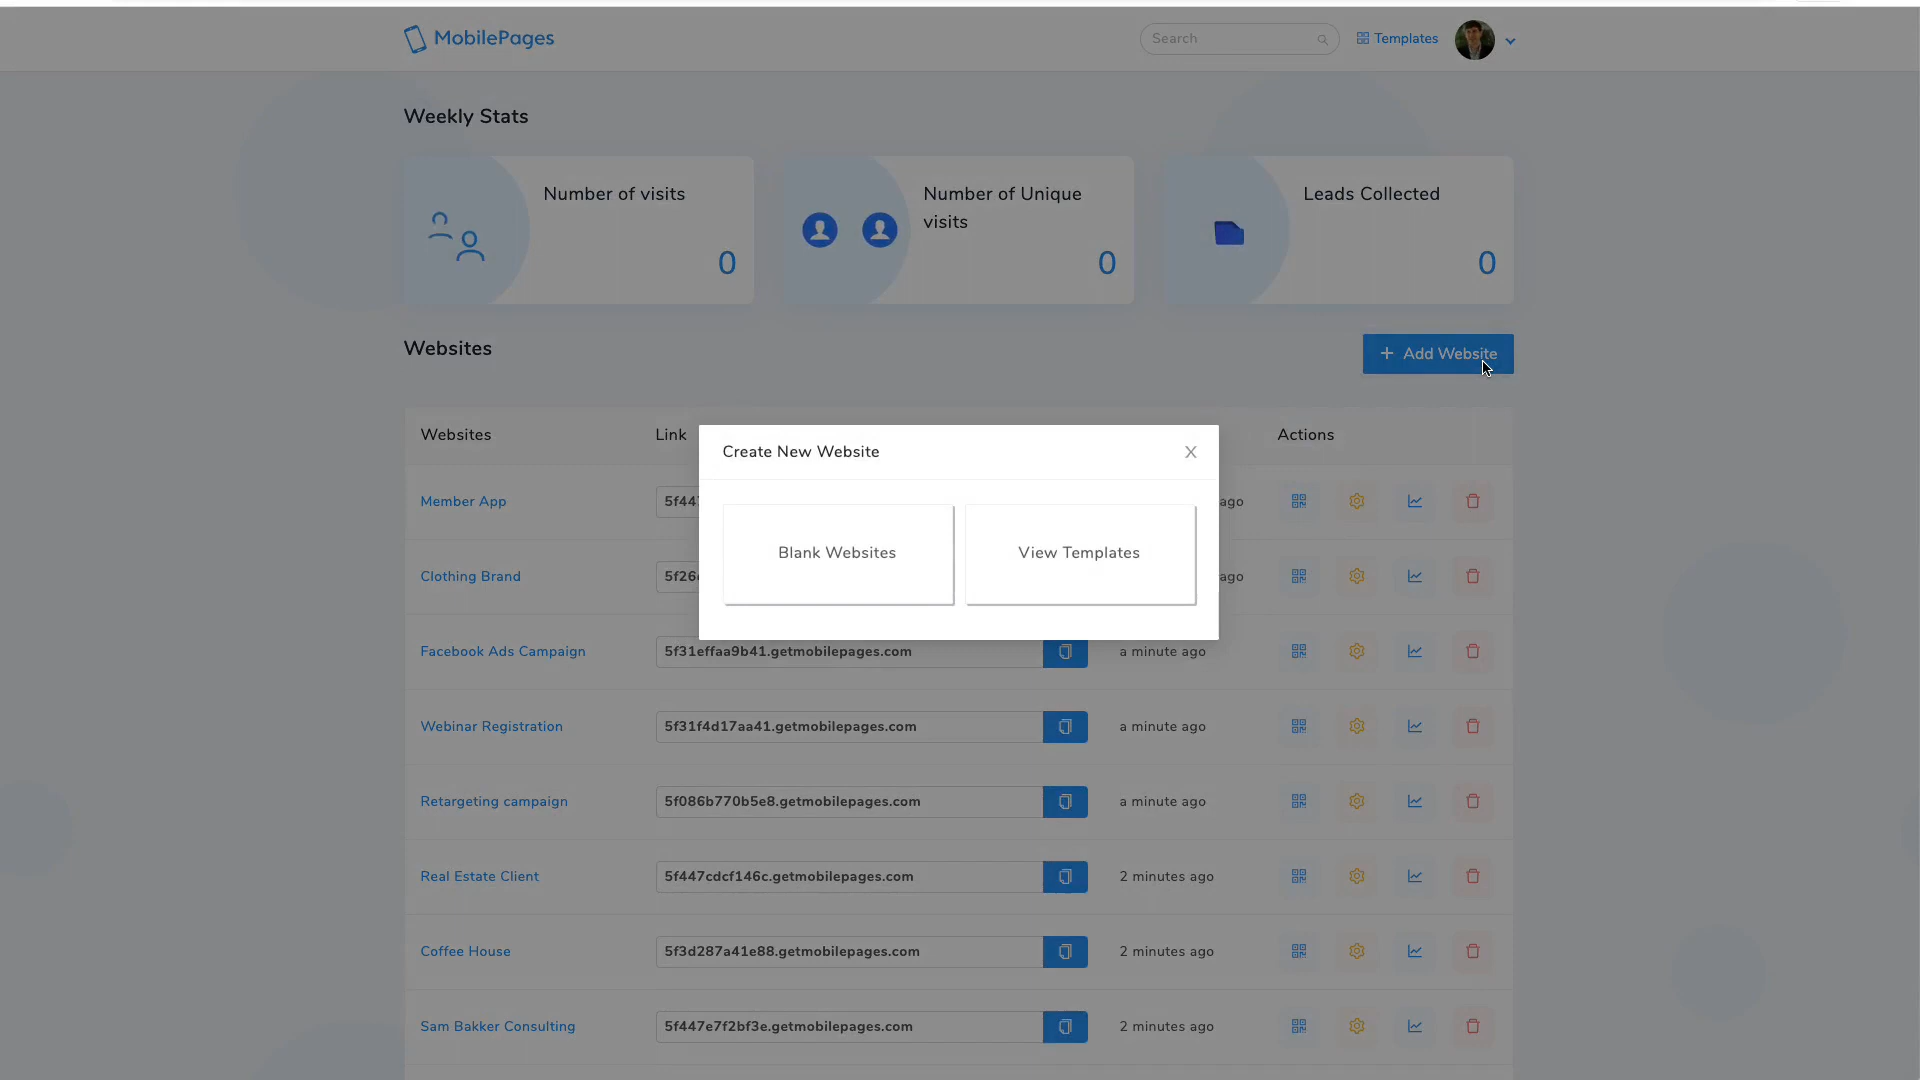 MobilePages
Search
Templates
Weekly Stats
Number of visits
0
Number of Unique
visits
0
Leads Collected
0
Websites
+ Add Website
Websites
Link
Actions
Create New Website
X
Blank Websites
View Templates
Member App
5f447
ago
Clothing Brand
5f26
ago
Facebook Ads Campaign
5f31effaa9b41.getmobilepages.com
a minute ago
Webinar Registration
5f31f4d17aa41.getmobilepages.com
a minute ago
Retargeting campaign
5f086b770b5e8.getmobilepages.com
a minute ago
Real Estate Client
5f447cdcf146c.getmobilepages.com
2 minutes ago
Coffee House
5f3d287a41e88.getmobilepages.com
2 minutes ago
Sam Bakker Consulting
5f447e7f2bf3e.getmobilepages.com
2 minutes ago